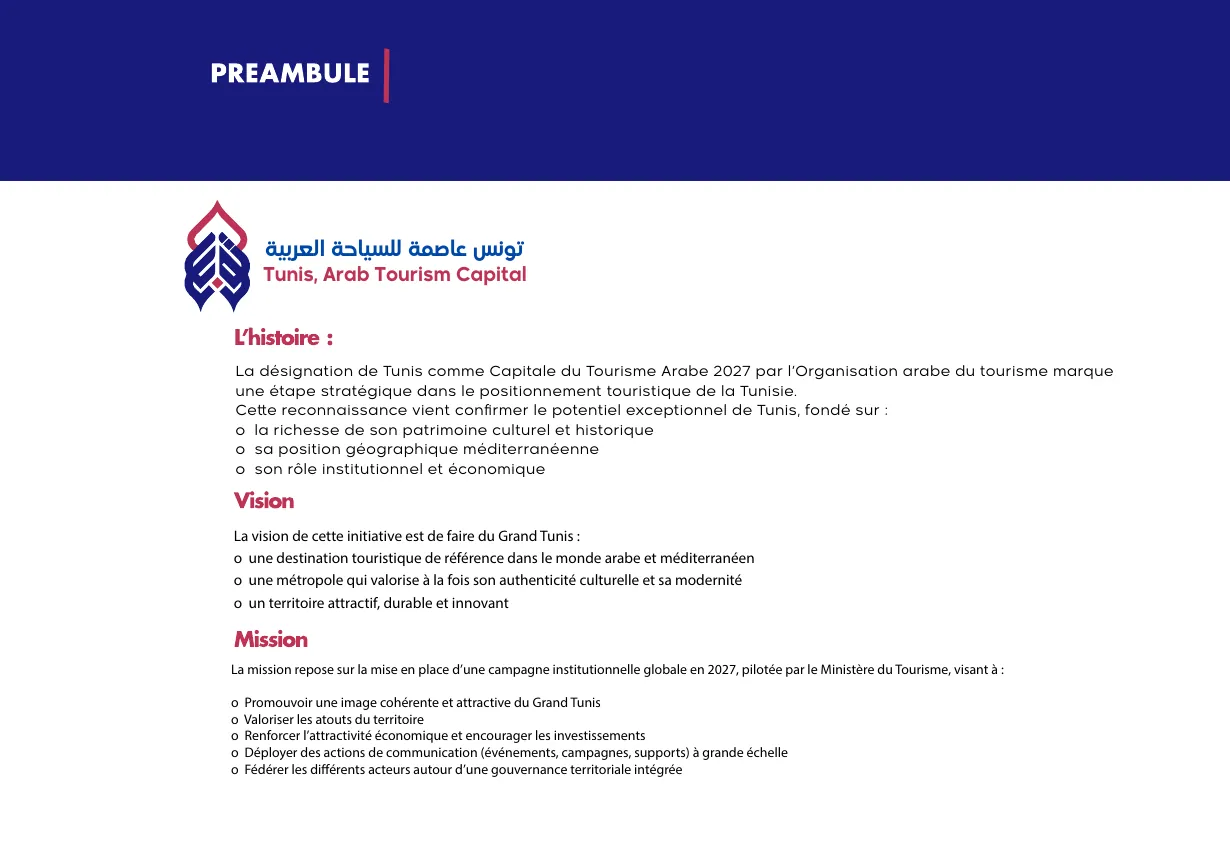 PREAMBULE
تونس عاصمة للسياحة العربية
Tunis, Arab Tourism Capital
L’histoire :
La désignation de Tunis comme Capitale du Tourisme Arabe 2027 par l’Organisation arabe du tourisme marque
une étape stratégique dans le positionnement touristique de la Tunisie.
Cette reconnaissance vient confirmer le potentiel exceptionnel de Tunis, fondé sur :
o la richesse de son patrimoine culturel et historique
o sa position géographique méditerranéenne
o son rôle institutionnel et économique
Vision
La vision de cette initiative est de faire du Grand Tunis :
o une destination touristique de référence dans le monde arabe et méditerranéen
o une métropole qui valorise à la fois son authenticité culturelle et sa modernité
o un territoire attractif, durable et innovant
Mission
La mission repose sur la mise en place d’une campagne institutionnelle globale en 2027, pilotée par le Ministère du Tourisme, visant à :
o Promouvoir une image cohérente et attractive du Grand Tunis
o Valoriser les atouts du territoire
o Renforcer l’attractivité économique et encourager les investissements
o Déployer des actions de communication (événements, campagnes, supports) à grande échelle
o Fédérer les différents acteurs autour d’une gouvernance territoriale intégrée